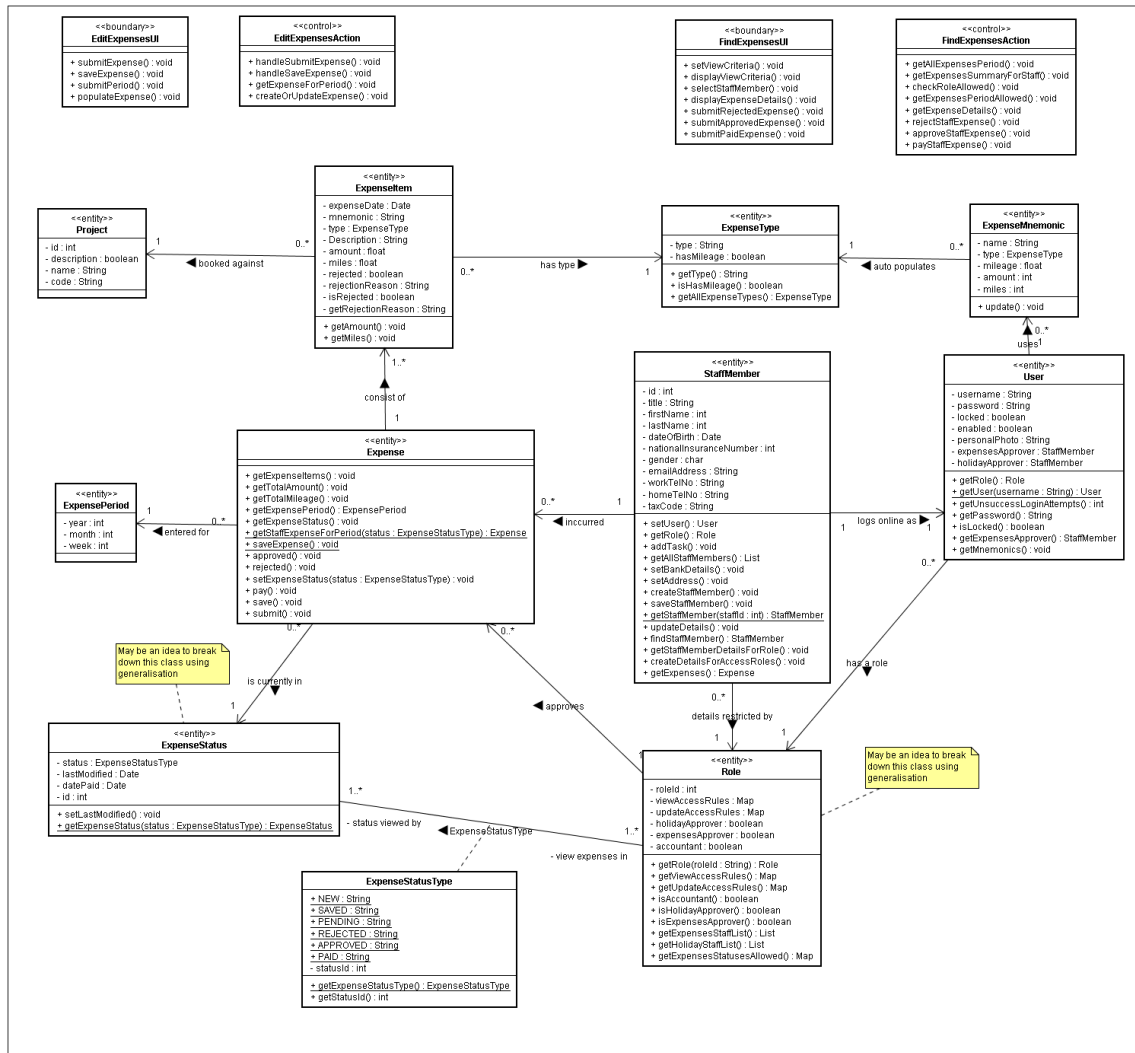 <<boundary>>
EditExpensesUI
+ submitExpense() : void
+ saveExpense() : void
+ submitPeriod() : void
+ populateExpense() : void
<<control>>
EditExpensesAction
+ handleSubmitExpense() : void
+ handleSaveExpense() : void
+ getExpenseForPeriod() : void
+ createOrUpdateExpense() : void
<<boundary>>
FindExpensesUI
+ setViewCriteria() : void
+ displayViewCriteria() : void
+ selectStaffMember() : void
+ displayExpenseDetails() : void
+ submitRejectedExpense() : void
+ submitApprovedExpense() : void
+ submitPaidExpense() : void
<<control>>
FindExpensesAction
+ getAllExpensesPeriod() : void
+ getExpensesSummaryForStaff() : void
+ checkRoleAllowed() : void
+ getExpensesPeriodAllowed() : void
+ getExpenseDetails() : void
+ rejectStaffExpense() : void
+ approveStaffExpense() : void
+ payStaffExpense() : void
<<entity>>
Project
- id : int
- description : boolean
- name : String
- code : String
1
0..*
booked against
<<entity>>
ExpenseItem
- expenseDate : Date
- mnemonic : String
- type : ExpenseType
- Description : String
- amount : float
- miles : float
- rejected : boolean
- rejectionReason : String
- isRejected : boolean
- getRejectionReason : String
+ getAmount() : void
+ getMiles() : void
0..*
has type
1
<<entity>>
ExpenseType
- type : String
- hasMileage : boolean
+ getType() : String
+ isHasMileage() : boolean
+ getAllExpenseTypes() : ExpenseType
1
0..*
auto populates
<<entity>>
ExpenseMnemonic
- name : String
- type : ExpenseType
- mileage : float
- amount : int
- miles : int
+ update() : void
0..*
uses
1
1..*
consist of
1
<<entity>>
Expense
+ getExpenseItems() : void
+ getTotalAmount() : void
+ getTotalMileage() : void
+ getExpensePeriod() : ExpensePeriod
+ getExpenseStatus() : void
+ getStaffExpenseForPeriod(status : ExpenseStatusType) : Expense
+ saveExpense() : void
+ approved() : void
+ rejected() : void
+ setExpenseStatus(status : ExpenseStatusType) : void
+ pay() : void
+ save() : void
+ submit() : void
<<entity>>
ExpensePeriod
- year : int
- month : int
- week : int
1
0..*
entered for
<<entity>>
StaffMember
- id : int
- title : String
- firstName : int
- lastName : int
- dateOfBirth : Date
- nationalInsuranceNumber : int
- gender : char
- emailAddress : String
- workTelNo : String
- homeTelNo : String
- taxCode : String
+ setUser() : User
+ getRole() : Role
+ addTask() : void
+ getAllStaffMembers() : List
+ setBankDetails() : void
+ setAddress() : void
+ createStaffMember() : void
+ saveStaffMember() : void
+ getStaffMember(staffId : int) : StaffMember
+ updateDetails() : void
+ findStaffMember() : StaffMember
+ getStaffMemberDetailsForRole() : void
+ createDetailsForAccessRoles() : void
+ getExpenses() : Expense
0..*
1
inccurred
1
logs online as
1
<<entity>>
User
- username : String
- password : String
- locked : boolean
- enabled : boolean
- personalPhoto : String
- expensesApprover : StaffMember
- holidayApprover : StaffMember
+ getRole() : Role
+ getUser(username : String) : User
+ getUnsuccessLoginAttempts() : int
+ getPassword() : String
+ isLocked() : boolean
+ getExpensesApprover() : StaffMember
+ getMnemonics() : void
0..*
has a role
1
0..*
details restricted by
1
0..*
approves
1
0..*
is currently in
1
May be an idea to break
down this class using
generalisation
<<entity>>
ExpenseStatus
- status : ExpenseStatusType
- lastModified : Date
- datePaid : Date
- id : int
+ setLastModified() : void
+ getExpenseStatus(status : ExpenseStatusType) : ExpenseStatus
1..*
- status viewed by
ExpenseStatusType
1..*
- view expenses in
<<entity>>
Role
- roleId : int
- viewAccessRules : Map
- updateAccessRules : Map
- holidayApprover : boolean
- expensesApprover : boolean
- accountant : boolean
+ getRole(roleId : String) : Role
+ getViewAccessRules() : Map
+ getUpdateAccessRules() : Map
+ isAccountant() : boolean
+ isHolidayApprover() : boolean
+ isExpensesApprover() : boolean
+ getExpensesStaffList() : List
+ getHolidayStaffList() : List
+ getExpensesStatusesAllowed() : Map
May be an idea to break
down this class using
generalisation
ExpenseStatusType
+ NEW : String
+ SAVED : String
+ PENDING : String
+ REJECTED : String
+ APPROVED : String
+ PAID : String
- statusId : int
+ getExpenseStatusType() : ExpenseStatusType
+ getStatusId() : int